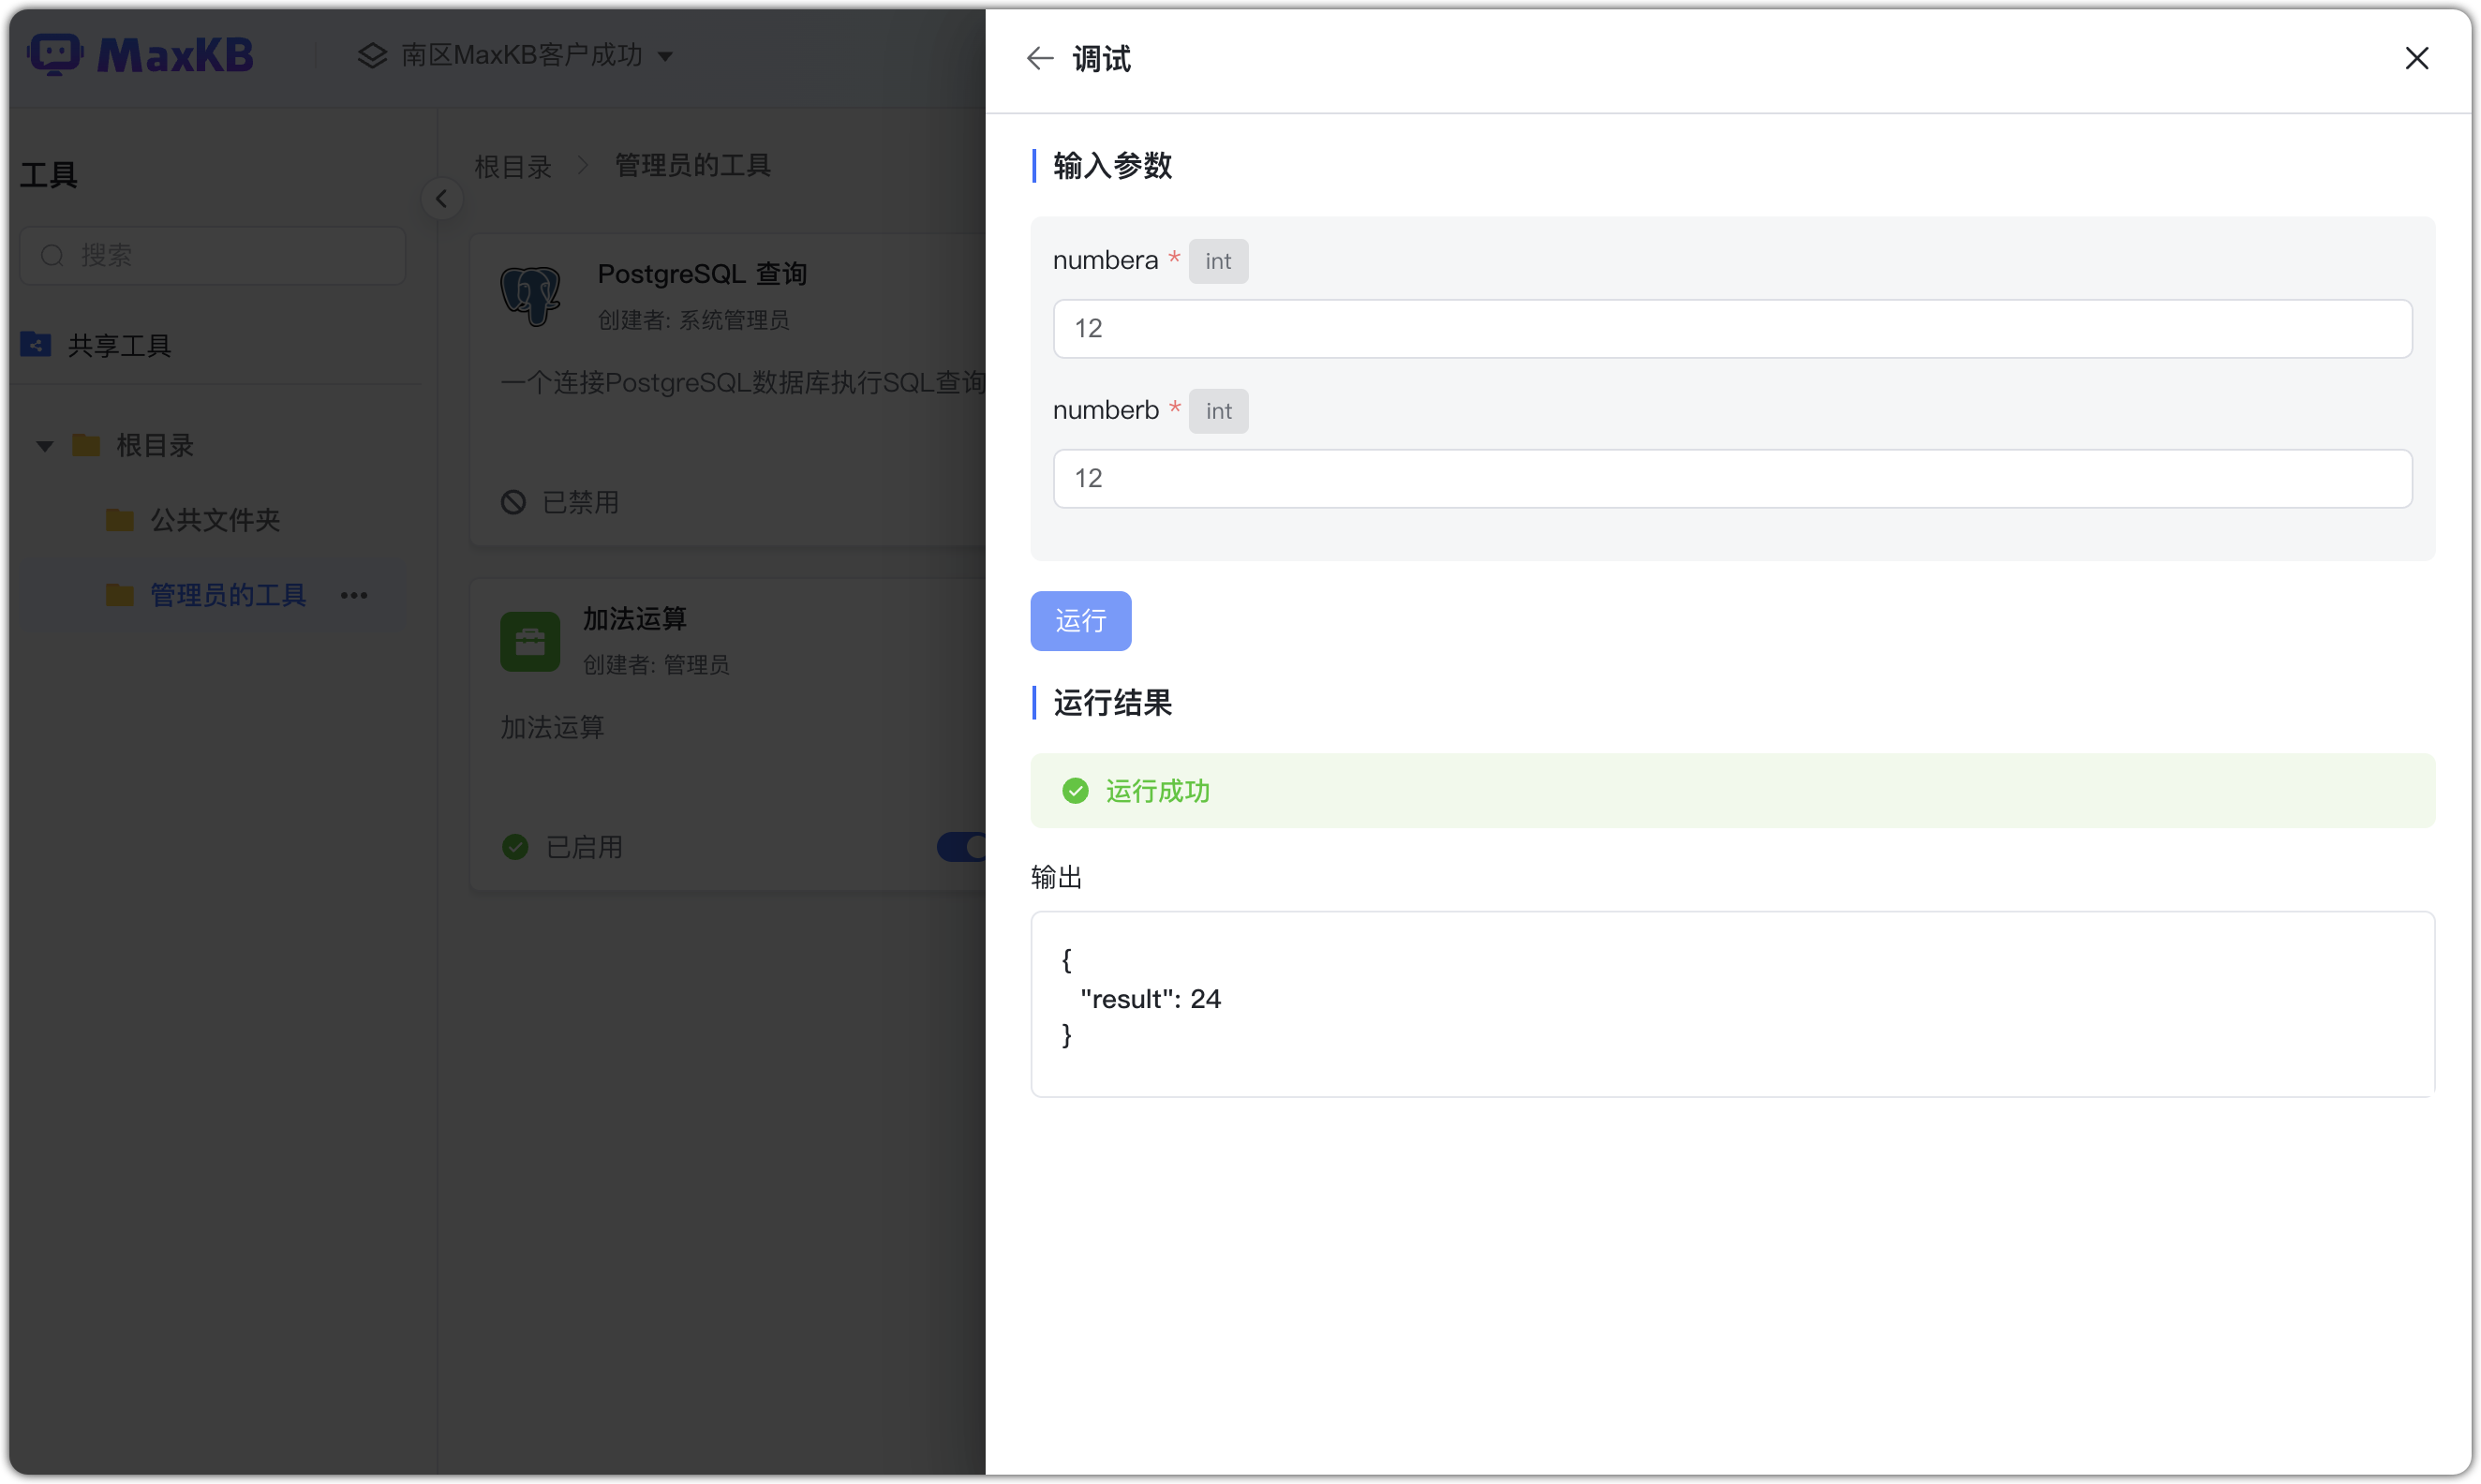 MaxKB
南区MaxKB客户成功
工具
搜索
共享工具
根目录
公共文件夹
管理员的工具
根目录 > 管理员的工具
PostgreSQL 查询
创建者: 系统管理员
一个连接PostgreSQL数据库执行SQL查询
已禁用
加法运算
创建者: 管理员
加法运算
已启用
调试
输入参数
numbera * int
12
numberb * int
12
运行
运行结果
运行成功
输出
{
"result": 24
}